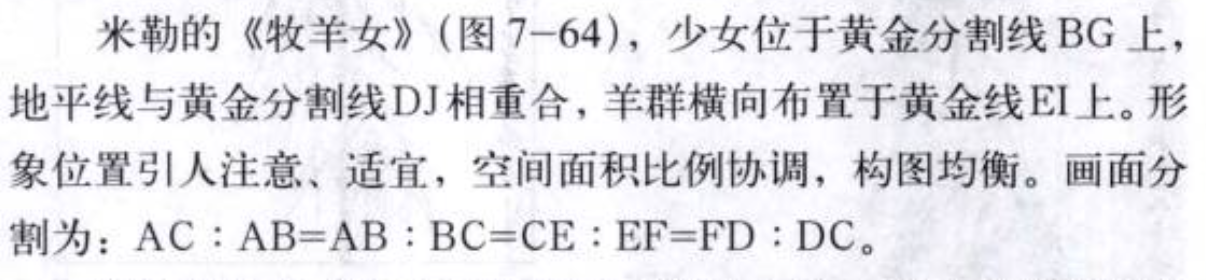 米勒的《牧羊女》(图7-64)，少女位于黄金分割线BG上，
地平线与黄金分割线DJ相重合，羊群横向布置于黄金线EI上。形
象位置引人注意、适宜，空间面积比例协调，构图均衡。画面分
割为：AC：AB=AB：BC=CE：EF=FD：DC。